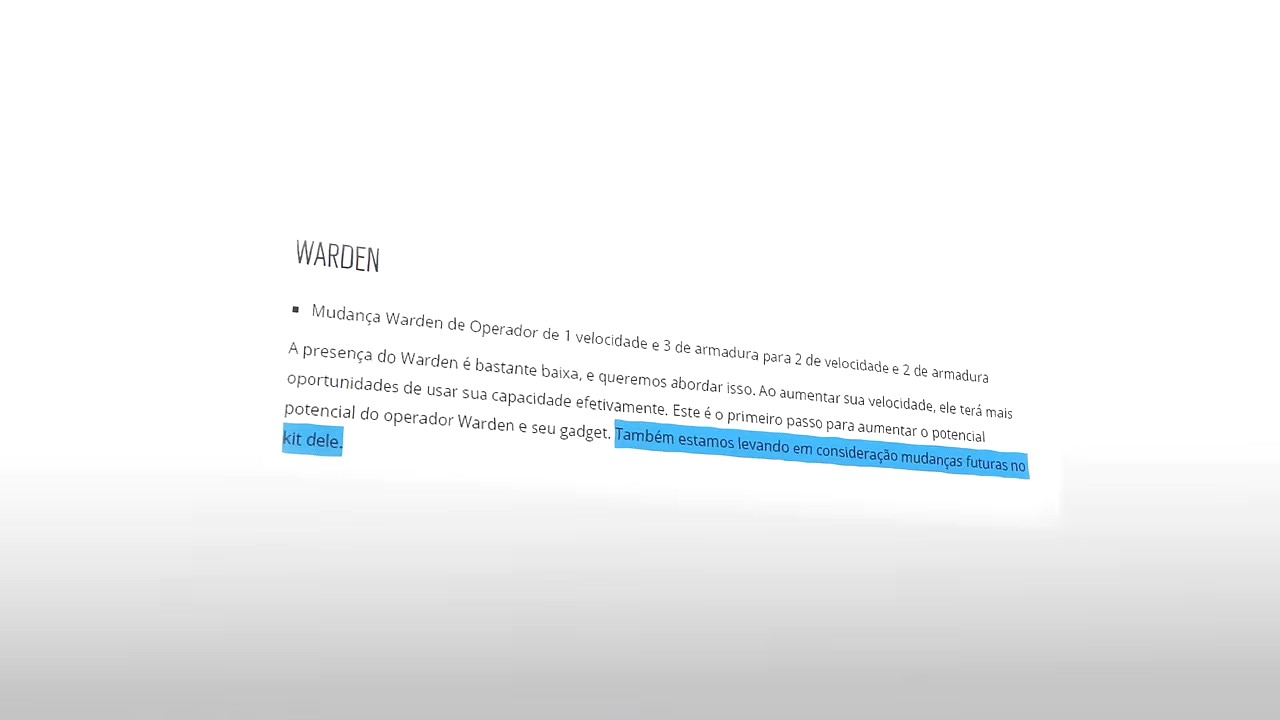 WARDEN
▪ Mudança Warden de Operador de 1 velocidade e 3 de armadura para 2 de velocidade e 2 de armadura
A presença do Warden é bastante baixa, e queremos abordar isso. Ao aumentar sua velocidade, ele terá mais
oportunidades de usar sua capacidade efetivamente. Este é o primeiro passo para aumentar o potencial
potencial do operador Warden e seu gadget. Também estamos levando em consideração mudanças futuras no
kit dele.